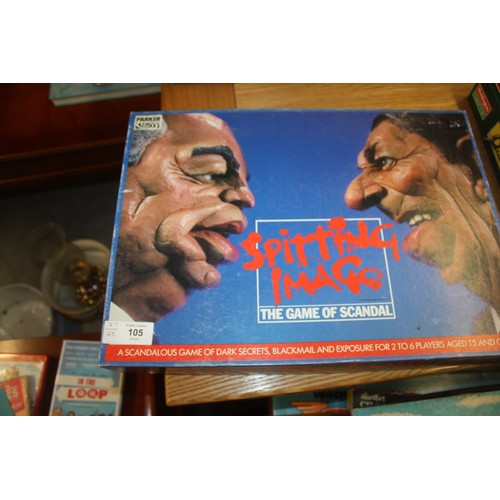 PARKER
SPITTING
IMAGE
THE GAME OF SCANDAL
105
A SCANDALOUS GAME OF DARK SECRETS, BLACKMAIL AND EXPOSURE FOR 2 TO 6 PLAYERS AGED 15 AND O
IN THE
LOOP